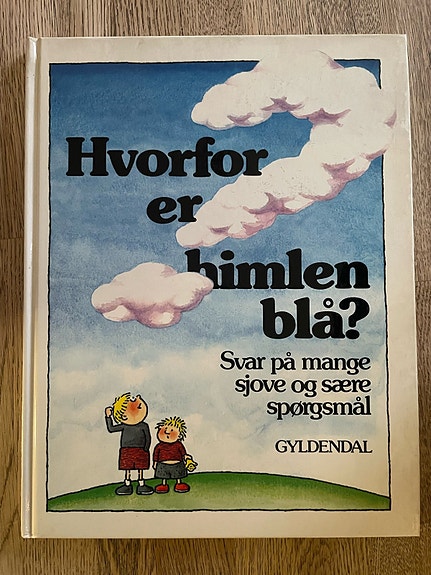 Hvorfor
er
himlen
blå?
Svar på mange
sjove og sære
spørgsmål
GYLDENDAL